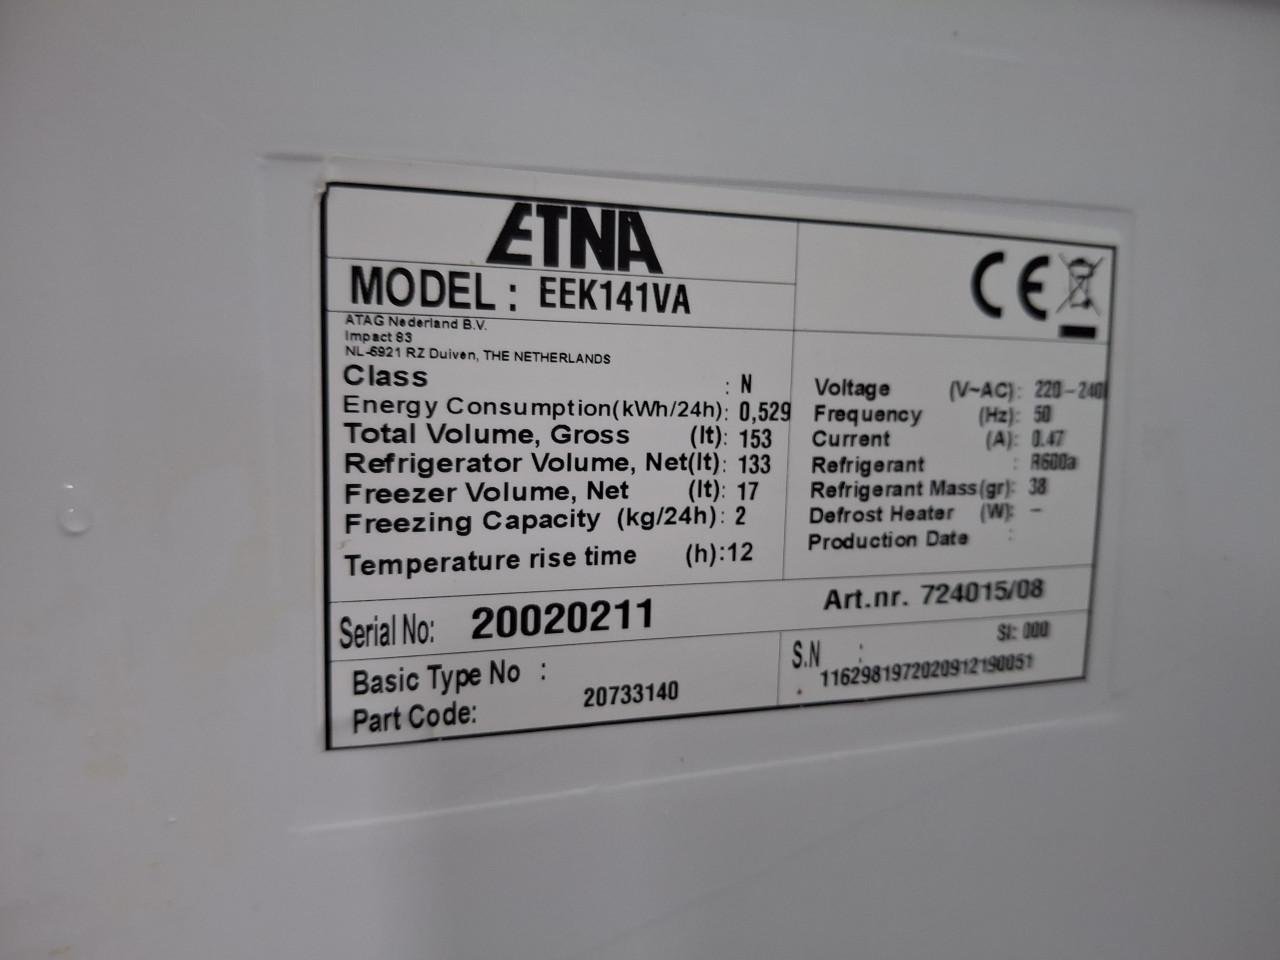 ETNA
MODEL : EEK141VA
ATAG Nederland B.V.
Impact 83
NL-6921 RZ Duiven, THE NETHERLANDS
Class : N
Energy Consumption(kWh/24h): 0,529
Total Volume, Gross (lt): 153
Refrigerator Volume, Net(lt): 133
Freezer Volume, Net (lt): 17
Freezing Capacity (kg/24h): 2
Temperature rise time (h):12
CE
Voltage (V~AC): 220-240
Frequency (Hz): 50
Current (A): 0.47
Refrigerant : R600a
Refrigerant Mass(gr): 38
Defrost Heater (W): -
Production Date :
Serial No: 20020211
Art.nr. 724015/08
Basic Type No :
Part Code: 20733140
SI: 000
S.N :
1162981972020912190051